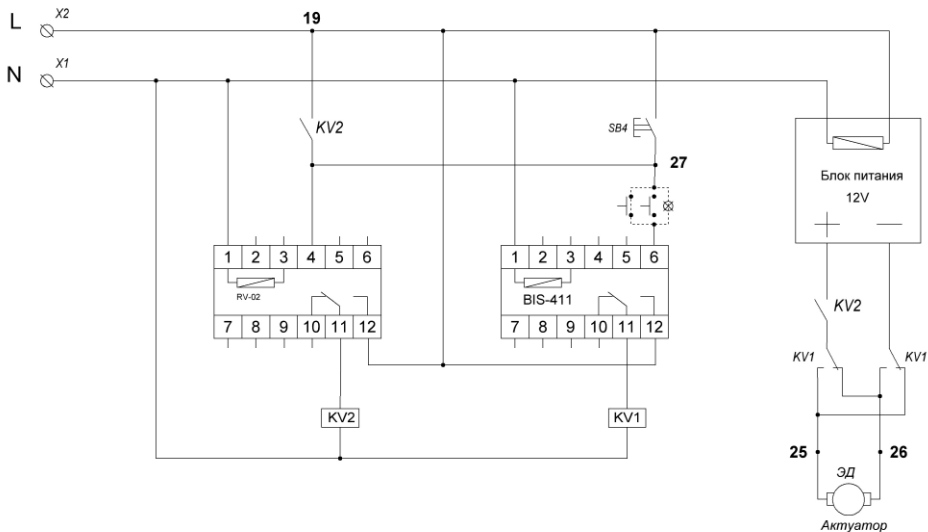 L
X2
19
N
X1
KV2
SB4
27
Блок питания
12V
1 2 3 4 5 6
RV-02
7 8 9 10 11 12
1 2 3 4 5 6
BIS-411
7 8 9 10 11 12
KV2
KV1
KV1
KV2
KV1
25
26
ЭД
Актуатор